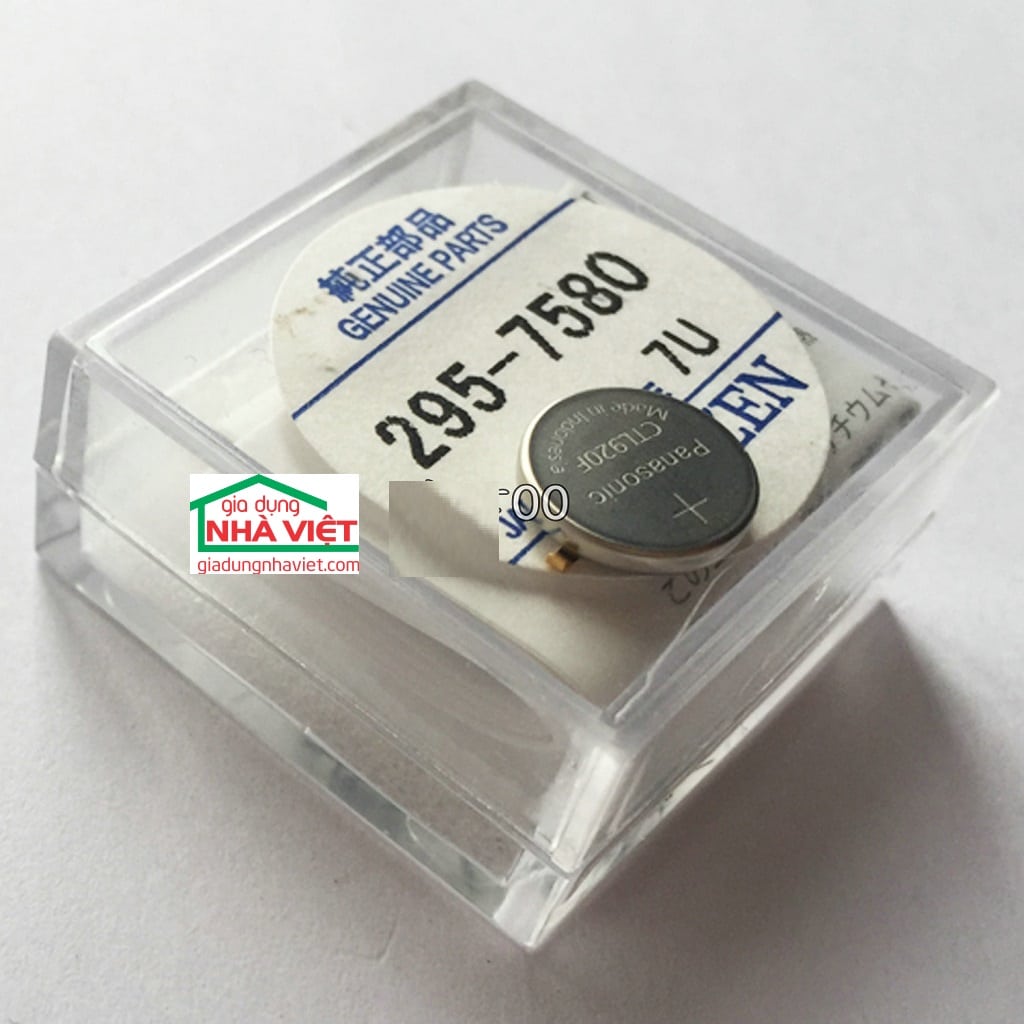 純正部品
GENUINE PARTS
295-7580
7U
Panasonic
CTL920F
Made in Indonesia
+
gia dụng
NHÀ VIỆT
giadungnhaviet.com
00